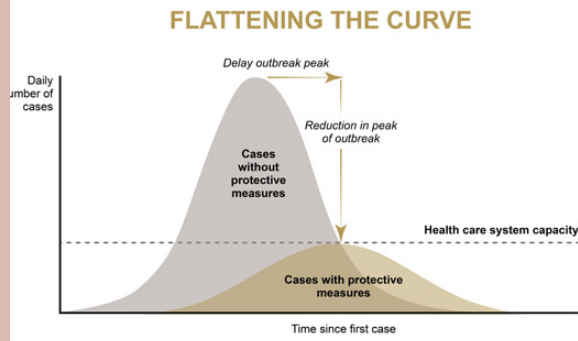 FLATTENING THE CURVE
Delay outbreak peak
Daily
umber of
cases
Reduction in peak
of outbreak
Cases
without
protective
measures
Health care system capacity
Cases with protective
measures
Time since first case